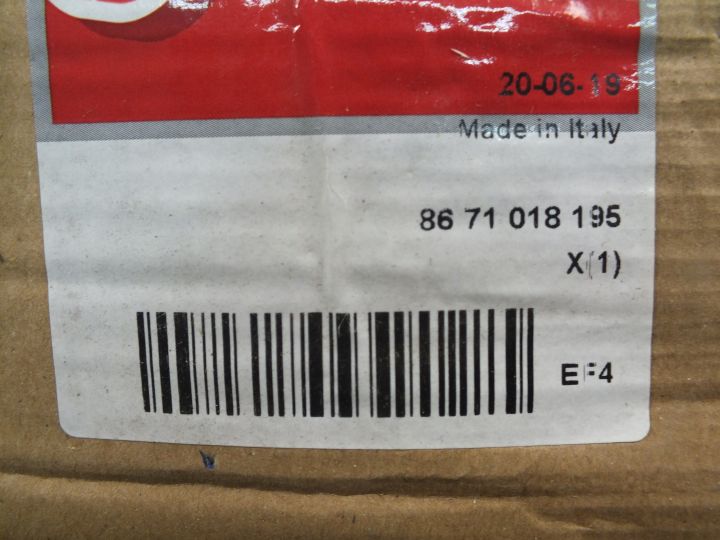 20-06-19
Made in Italy
86 71 018 195
X(1)
EF4